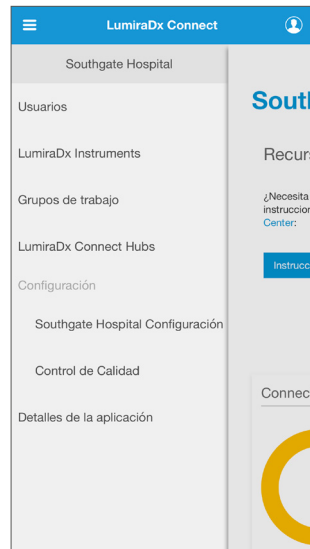 LumiraDx Connect
Southgate Hospital
Usuarios
LumiraDx Instruments
Grupos de trabajo
LumiraDx Connect Hubs
Configuración
Southgate Hospital Configuración
Control de Calidad
Detalles de la aplicación
¿Necesita
Center: